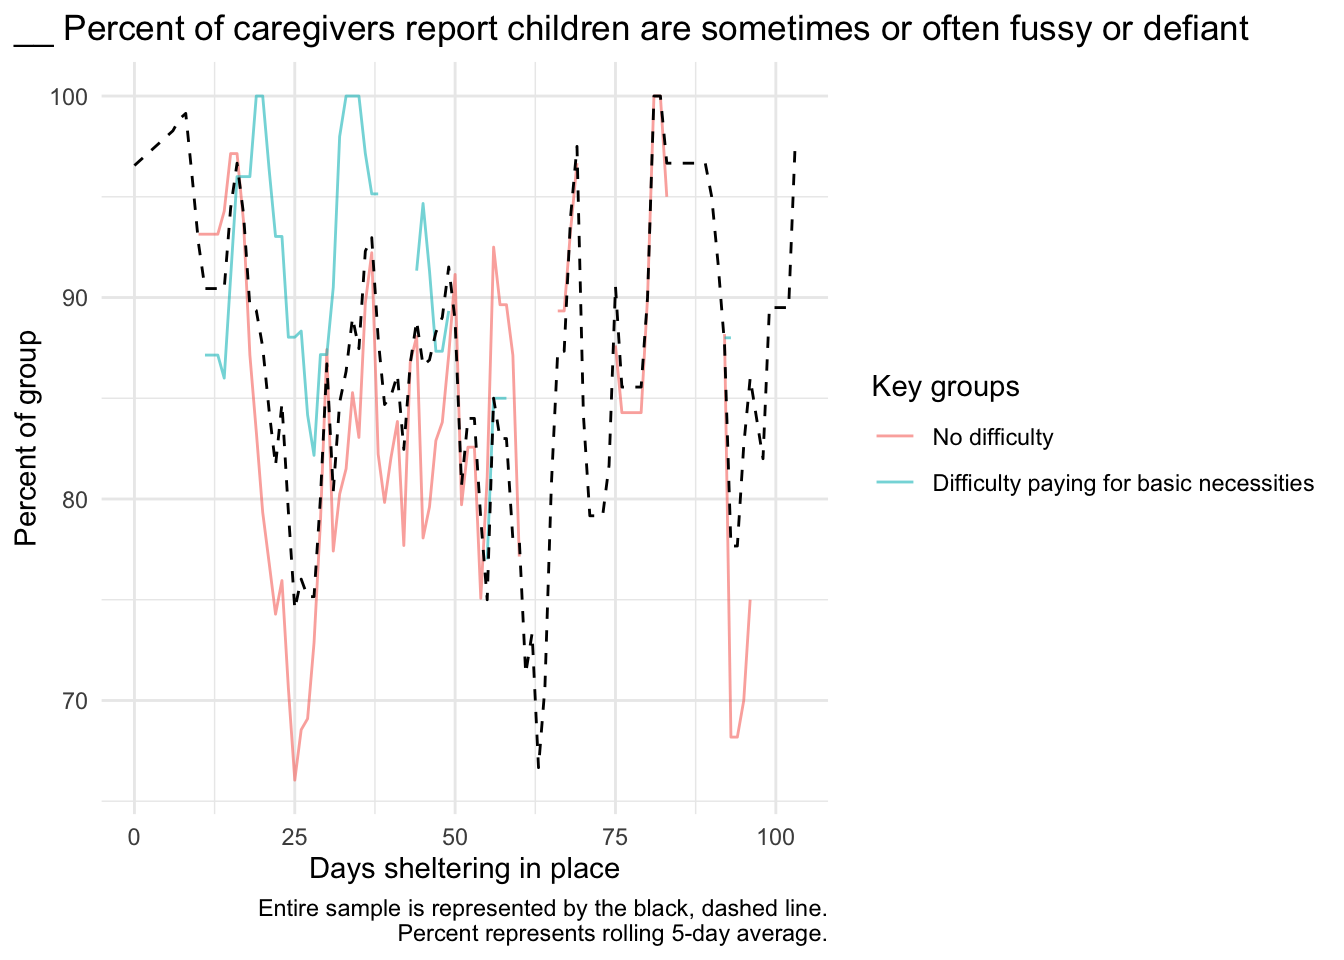 __ Percent of caregivers report children are sometimes or often fussy or defiant
100
90
80
70
Percent of group
0 25 50 75 100
Days sheltering in place
Key groups
No difficulty
Difficulty paying for basic necessities
Entire sample is represented by the black, dashed line.
Percent represents rolling 5-day average.